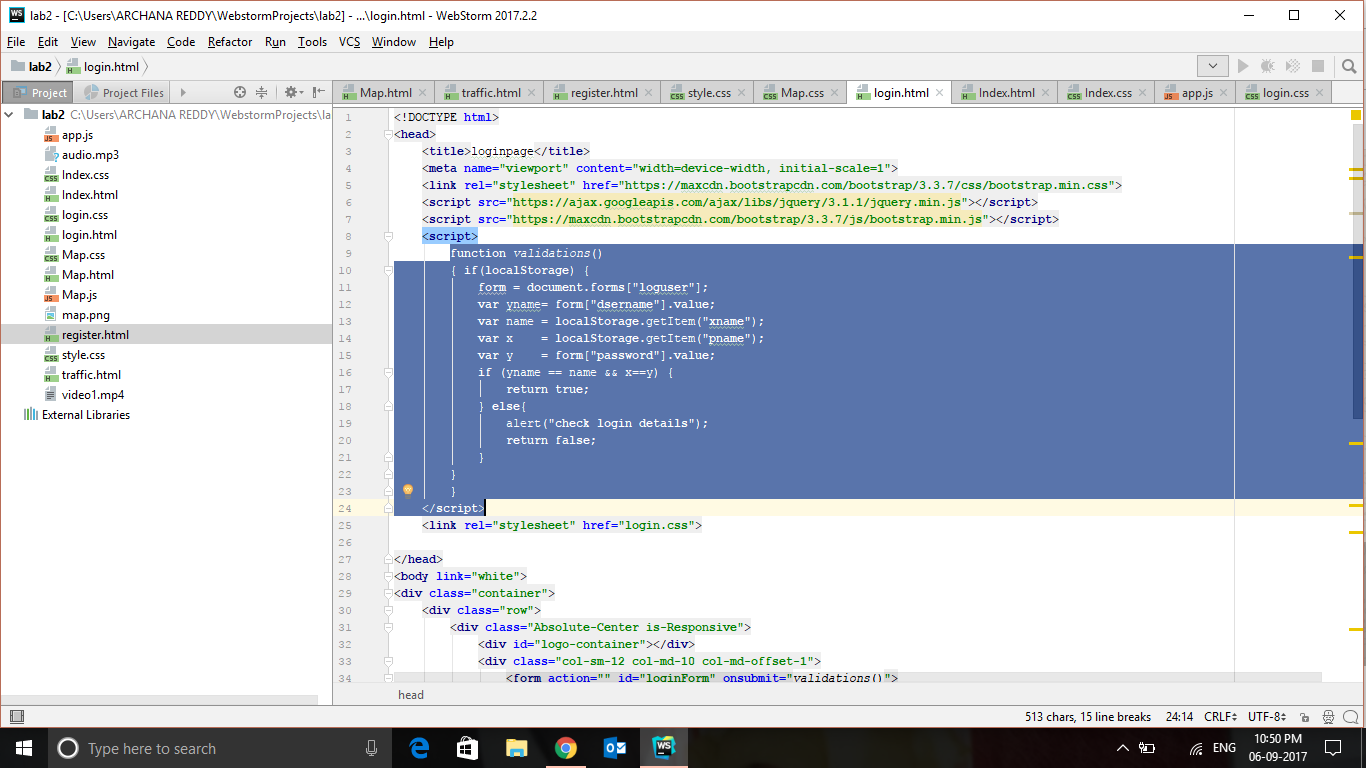 lab2 - [C:\Users\ARCHANA REDDY\WebstormProjects\lab2] - ...\login.html - WebStorm 2017.2.2
File Edit View Navigate Code Refactor Run Tools VCS Window Help
lab2 login.html
Project Project Files
Map.html traffic.html register.html style.css Map.css login.html Index.html Index.css app.js login.css
lab2 C:\Users\ARCHANA REDDY\WebstormProjects\la
app.js
audio.mp3
Index.css
Index.html
login.css
login.html
Map.css
Map.html
Map.js
map.png
register.html
style.css
traffic.html
video1.mp4
External Libraries
1 <!DOCTYPE html>
2 <head>
3 <title>loginpage</title>
4 <meta name="viewport" content="width=device-width, initial-scale=1">
5 <link rel="stylesheet" href="https://maxcdn.bootstrapcdn.com/bootstrap/3.3.7/css/bootstrap.min.css">
6 <script src="https://ajax.googleapis.com/ajax/libs/jquery/3.1.1/jquery.min.js"></script>
7 <script src="https://maxcdn.bootstrapcdn.com/bootstrap/3.3.7/js/bootstrap.min.js"></script>
8 <script>
9 function validations()
10 { if(localStorage) {
11 form = document.forms["loguser"];
12 var yname= form["dsername"].value;
13 var name = localStorage.getItem("xname");
14 var x = localStorage.getItem("pname");
15 var y = form["password"].value;
16 if (yname == name && x==y) {
17 return true;
18 } else{
19 alert("check login details");
20 return false;
21 }
22 }
23 }
24 </script>
25 <link rel="stylesheet" href="login.css">
26
27 </head>
28 <body link="white">
29 <div class="container">
30 <div class="row">
31 <div class="Absolute-Center is-Responsive">
32 <div id="logo-container"></div>
33 <div class="col-sm-12 col-md-10 col-md-offset-1">
34 <form action="" id="loginForm" onsubmit="validations()">
head
513 chars, 15 line breaks 24:14 CRLF UTF-8
Type here to search
ENG
10:50 PM
06-09-2017